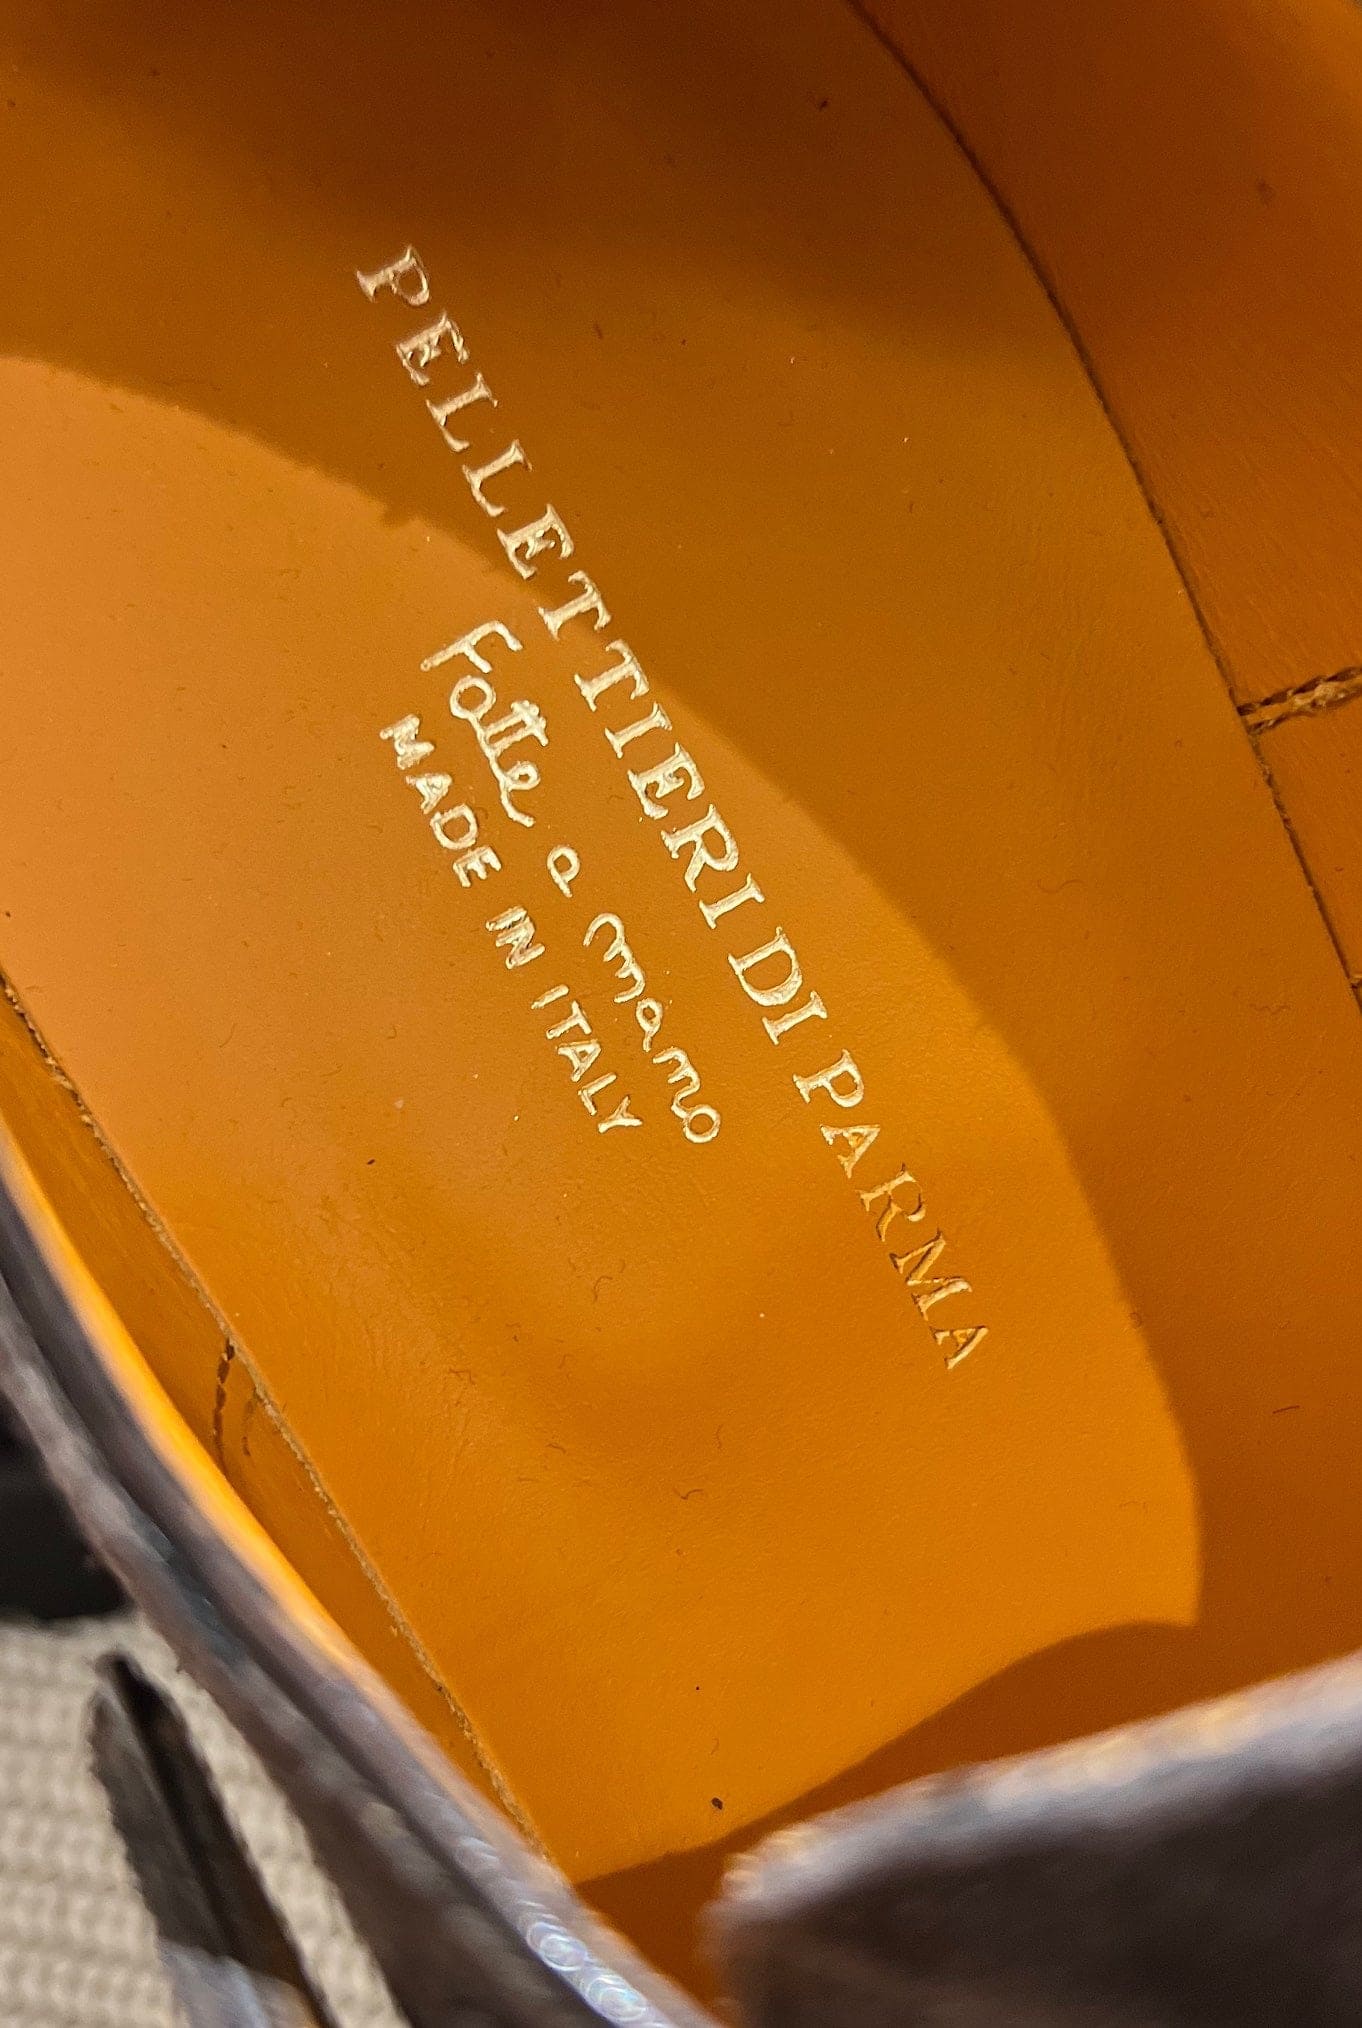 PELLETTIERI DI PARMA
Fatte a mano
MADE IN ITALY